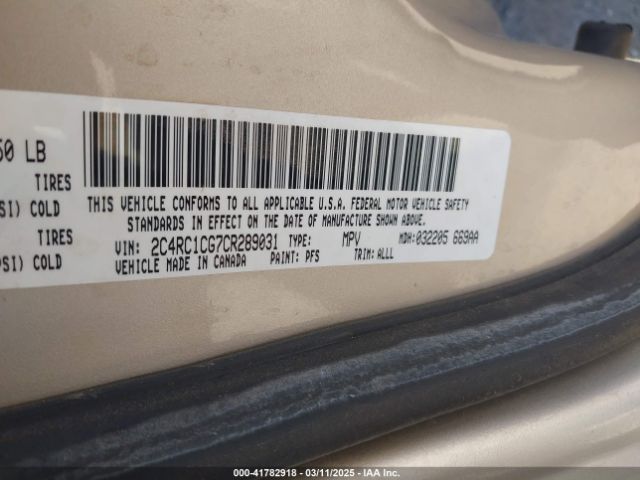 50 LB
TIRES
SI) COLD
TIRES
PSI) COLD
THIS VEHICLE CONFORMS TO ALL APPLICABLE U.S.A. FEDERAL MOTOR VEHICLE SAFETY
STANDARDS IN EFFECT ON THE DATE OF MANUFACTURE SHOWN ABOVE.
VIN: 2C4RC1CG7CR289031 TYPE: MPV MDH: 032205 669AA
VEHICLE MADE IN CANADA PAINT: PFS TRIM: ALLL
000-41782918 - 03/11/2025 - IAA Inc.